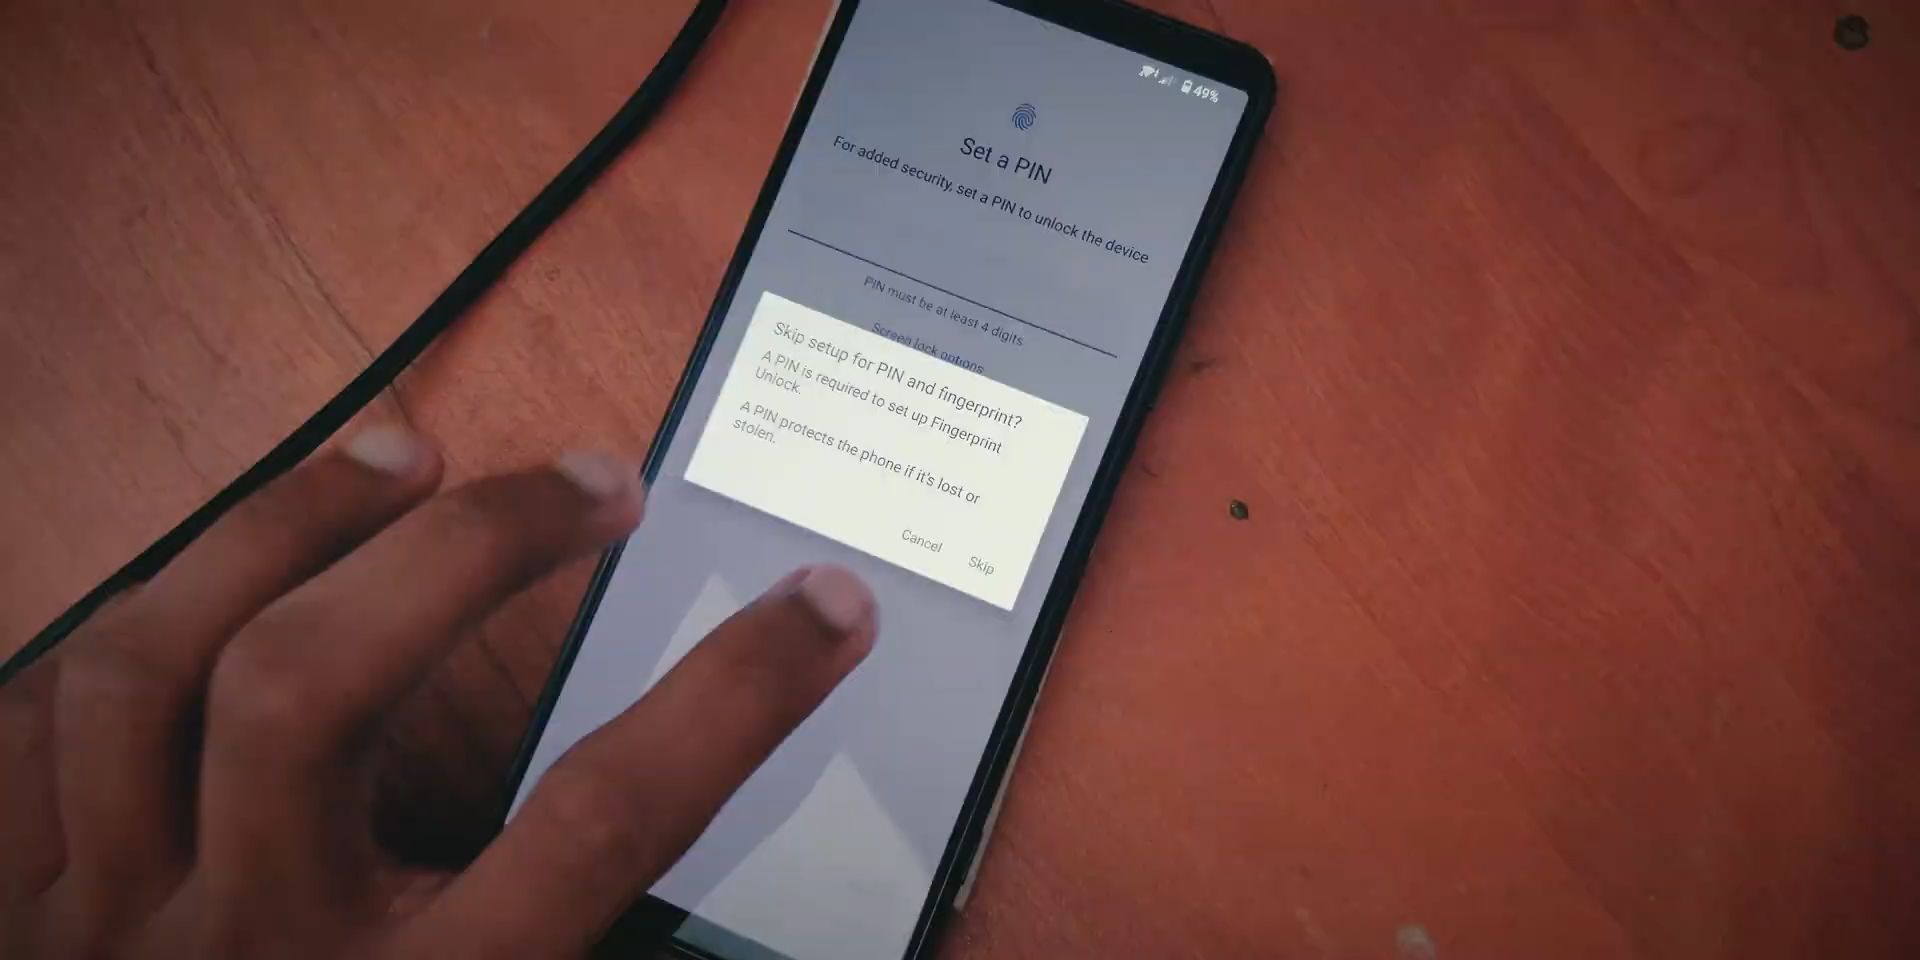 49%
Set a PIN
For added security, set a PIN to unlock the device
PIN must be at least 4 digits
Screen lock options
Skip setup for PIN and fingerprint?
A PIN is required to set up Fingerprint
Unlock.
A PIN protects the phone if it's lost or
stolen.
Cancel
Skip